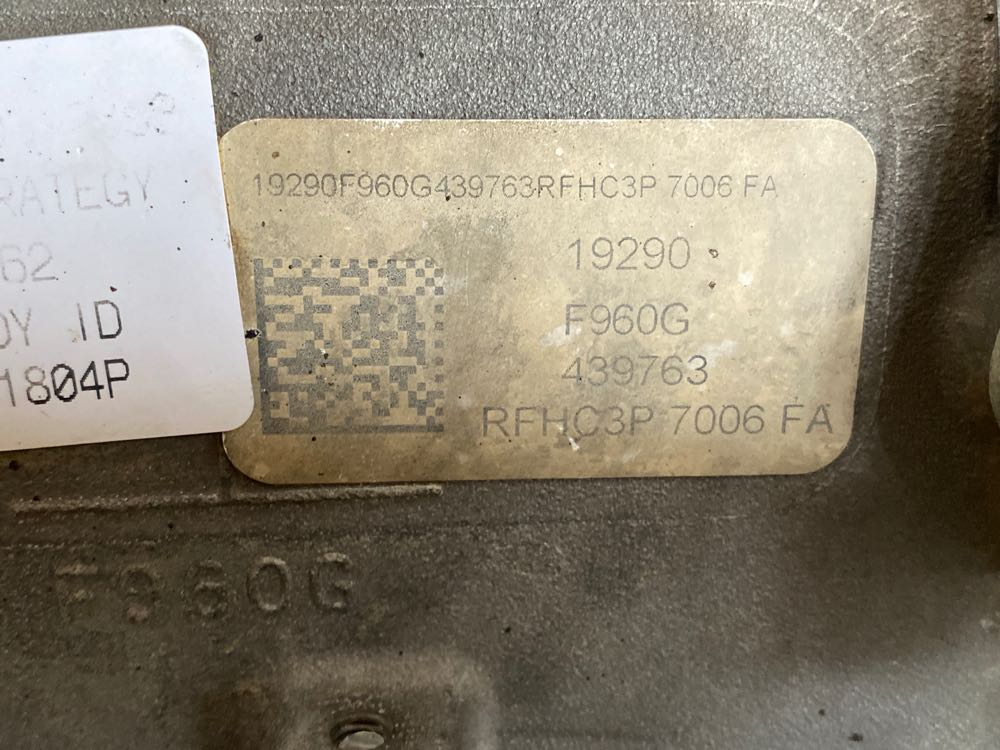 RATEGY
62
DY ID
1804P
19290F960G439763RFHC3P 7006 FA
19290
F960G
439763
RFHC3P 7006 FA
F960G